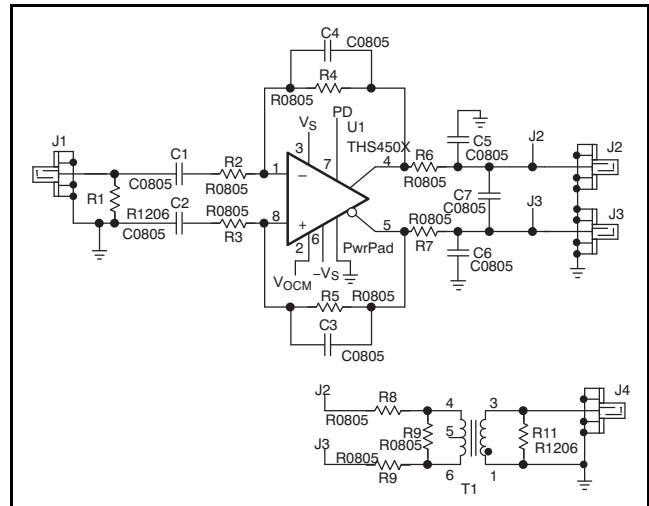 C4
C0805
R4
R0805
PD
VS
U1
J1
3
7
THS450X
C5
J2
J2
C1
R2
1
−
4
R6
C0805
C0805
R0805
R0805
C7
R1
C0805
J3
J3
R1206
C2
R0805
8
+
R0805
5
C0805
R3
2
6
PwrPad
R7
C6
C0805
VOCM
−VS
R5
R0805
R0805
C3
C0805
J2
R8
4
3
J4
R0805
R9
5
R11
J3
R0805
R0805
R1206
R9
6
1
T1